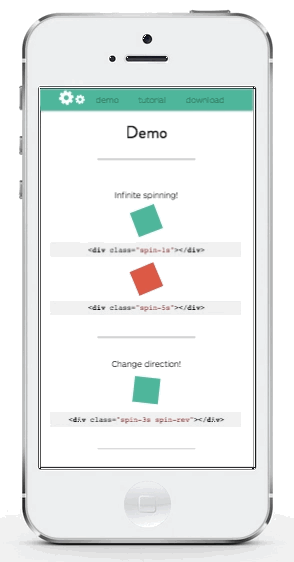 demo tutorial download
Demo
Infinite spinning!
<div class="spin-1s"></div>
<div class="spin-5s"></div>
Change direction!
<div class="spin-3s spin-rev"></div>